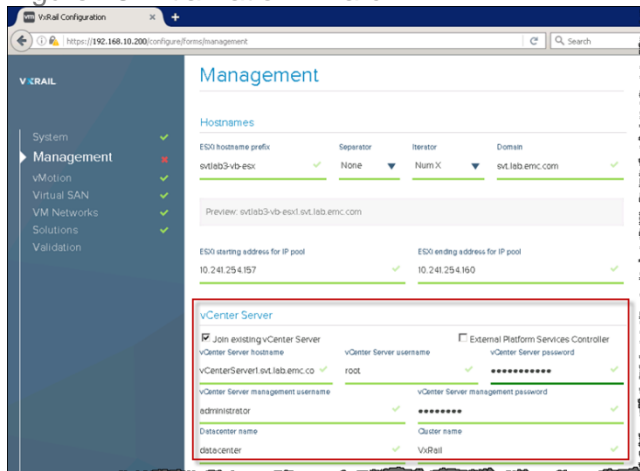 VxRail Configuration
https://192.168.10.200/configure/forms/management
Search
VXRAIL
System
Management
vMotion
Virtual SAN
VM Networks
Solutions
Validation
Management
Hostnames
ESXi hostname prefix Separator Iterator Domain
svtlab3-vb-esx None Num X svt.lab.emc.com
Preview: svtlab3-vb-esx1.svt.lab.emc.com
ESXi starting address for IP pool ESXi ending address for IP pool
10.241.254.157 10.241.254.160
vCenter Server
Join existing vCenter Server External Platform Services Controller
vCenter Server hostname vCenter Server username vCenter Server password
vCenterServer1.svt.lab.emc.co root
vCenter Server management username vCenter Server management password
administrator
Datacenter name Cluster name
datacenter VxRail